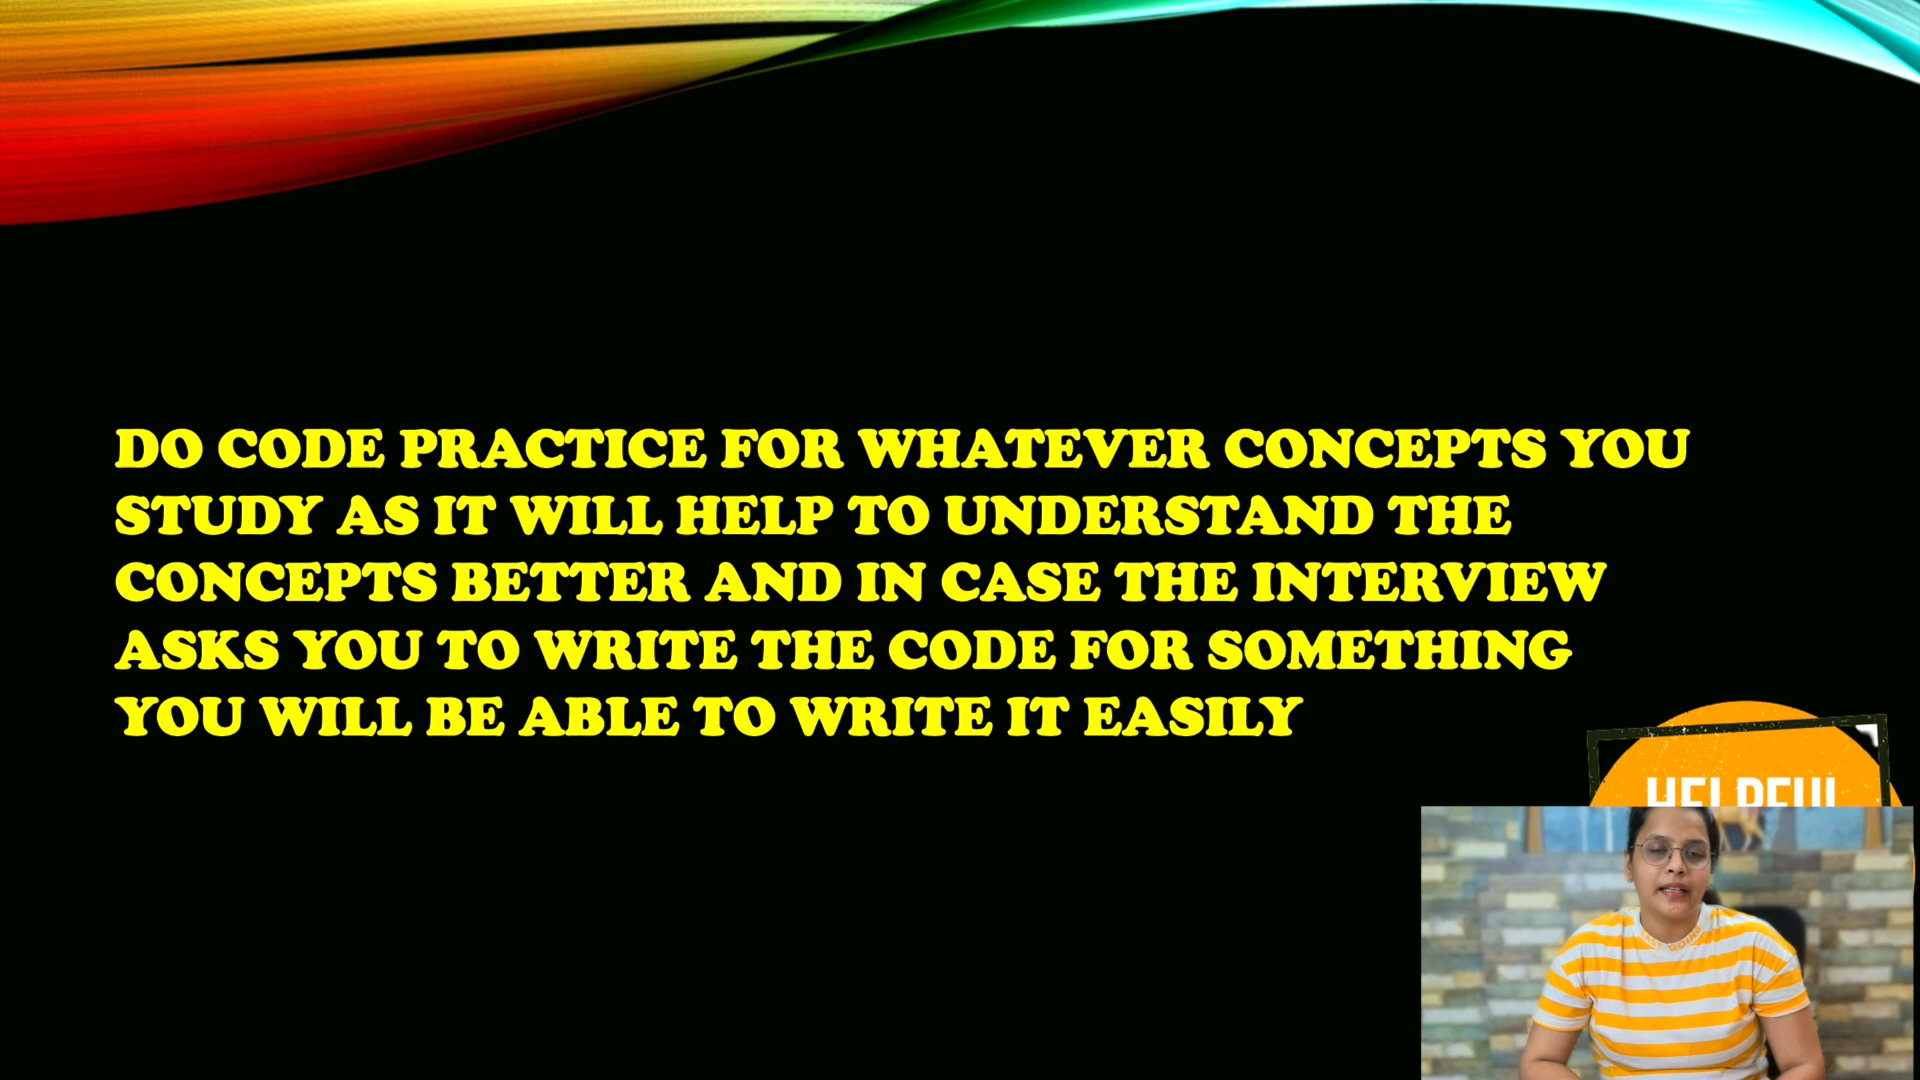 DO CODE PRACTICE FOR WHATEVER CONCEPTS YOU
STUDY AS IT WILL HELP TO UNDERSTAND THE
CONCEPTS BETTER AND IN CASE THE INTERVIEW
ASKS YOU TO WRITE THE CODE FOR SOMETHING
YOU WILL BE ABLE TO WRITE IT EASILY
HELPFUL